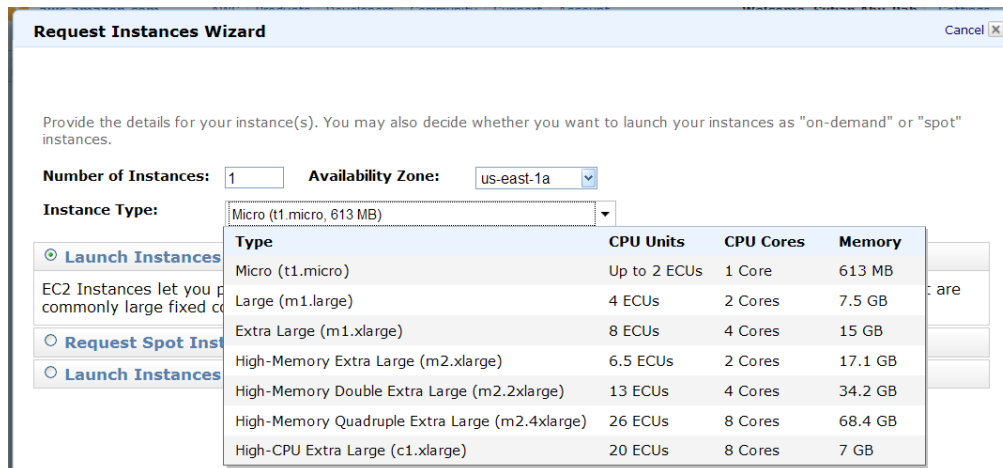 Request Instances Wizard
Cancel
Provide the details for your instance(s). You may also decide whether you want to launch your instances as "on-demand" or "spot"
instances.
Number of Instances: 1 Availability Zone: us-east-1a
Instance Type: Micro (t1.micro, 613 MB)
Type CPU Units CPU Cores Memory
Micro (t1.micro) Up to 2 ECUs 1 Core 613 MB
Large (m1.large) 4 ECUs 2 Cores 7.5 GB
Extra Large (m1.xlarge) 8 ECUs 4 Cores 15 GB
High-Memory Extra Large (m2.xlarge) 6.5 ECUs 2 Cores 17.1 GB
High-Memory Double Extra Large (m2.2xlarge) 13 ECUs 4 Cores 34.2 GB
High-Memory Quadruple Extra Large (m2.4xlarge) 26 ECUs 8 Cores 68.4 GB
High-CPU Extra Large (c1.xlarge) 20 ECUs 8 Cores 7 GB
Launch Instances
EC2 Instances let you are
commonly large fixed
Request Spot
Launch Instances